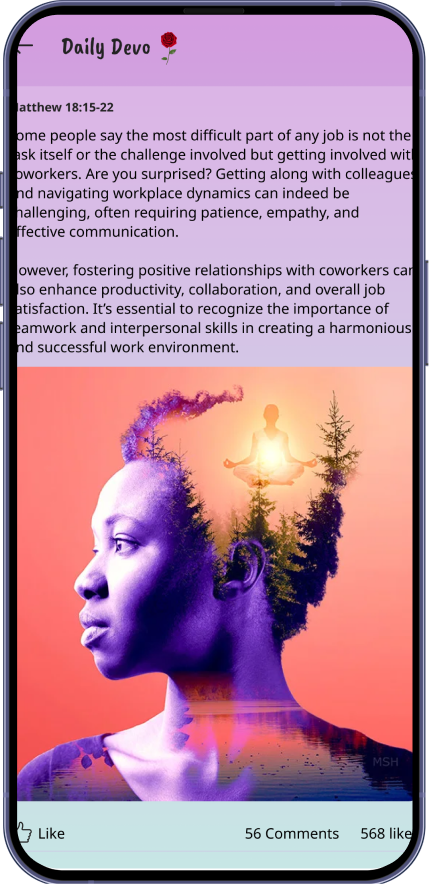 Daily Devo
atthew 18:15-22
ome people say the most difficult part of any job is not the
ask itself or the challenge involved but getting involved with
oworkers. Are you surprised? Getting along with colleagues
nd navigating workplace dynamics can indeed be
hallenging, often requiring patience, empathy, and
ffective communication.
owever, fostering positive relationships with coworkers can
lso enhance productivity, collaboration, and overall job
atisfaction. It's essential to recognize the importance of
eamwork and interpersonal skills in creating a harmonious
nd successful work environment.
MSH
Like 56 Comments 568 like